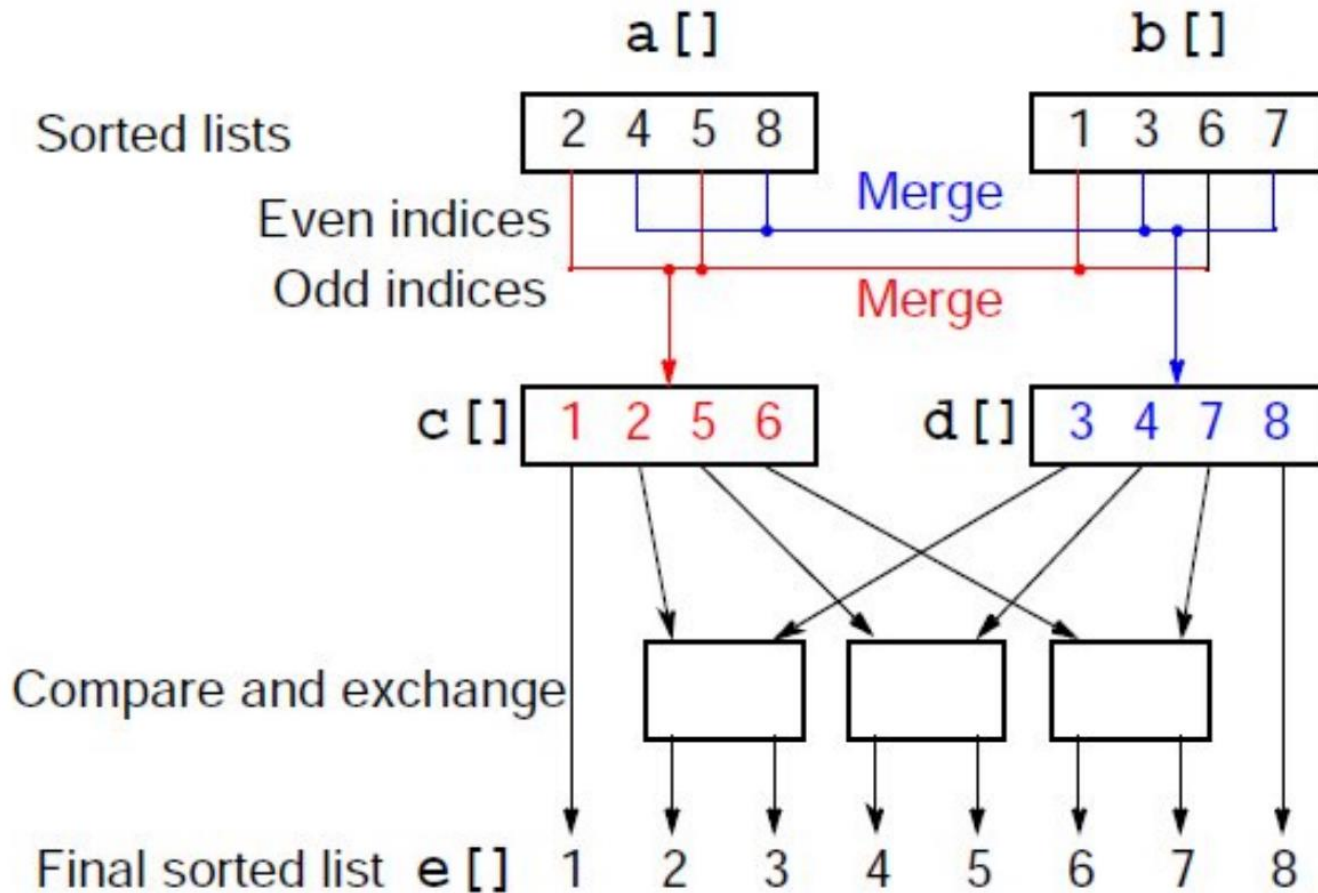 a[] b[]
Sorted lists 2 4 5 8 1 3 6 7
Merge
Even indices
Odd indices Merge
c[] 1 2 5 6 d[] 3 4 7 8
Compare and exchange
Final sorted list e[] 1 2 3 4 5 6 7 8